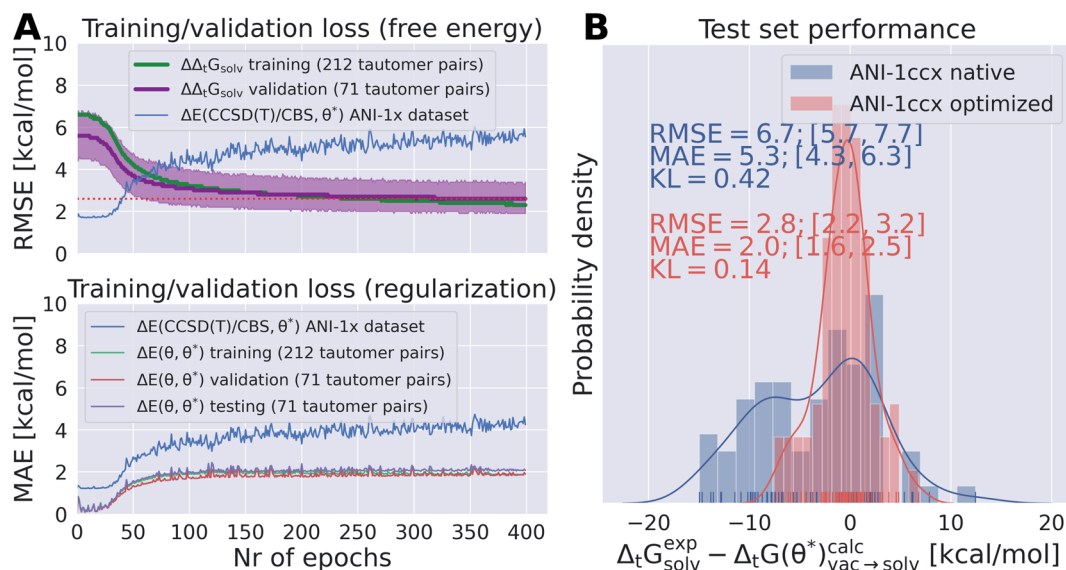 A
Training/validation loss (free energy)
10
8
6
4
2
0
RMSE [kcal/mol]
ΔΔₜG_solv training (212 tautomer pairs)
ΔΔₜG_solv validation (71 tautomer pairs)
ΔE(CCSD(T)/CBS, θ*) ANI-1x dataset
Training/validation loss (regularization)
10
8
6
4
2
0
MAE [kcal/mol]
ΔE(CCSD(T)/CBS, θ*) ANI-1x dataset
ΔE(θ, θ*) training (212 tautomer pairs)
ΔE(θ, θ*) validation (71 tautomer pairs)
ΔE(θ, θ*) testing (71 tautomer pairs)
0 50 100 150 200 250 300 350 400
Nr of epochs
B
Test set performance
Probability density
ANI-1ccx native
ANI-1ccx optimized
RMSE = 6.7; [5.7, 7.7]
MAE = 5.3; [4.3, 6.3]
KL = 0.42
RMSE = 2.8; [2.2, 3.2]
MAE = 2.0; [1.6, 2.5]
KL = 0.14
−20 −10 0 10 20
ΔₜG_solv^exp − ΔₜG(θ*)_vac→solv^calc [kcal/mol]